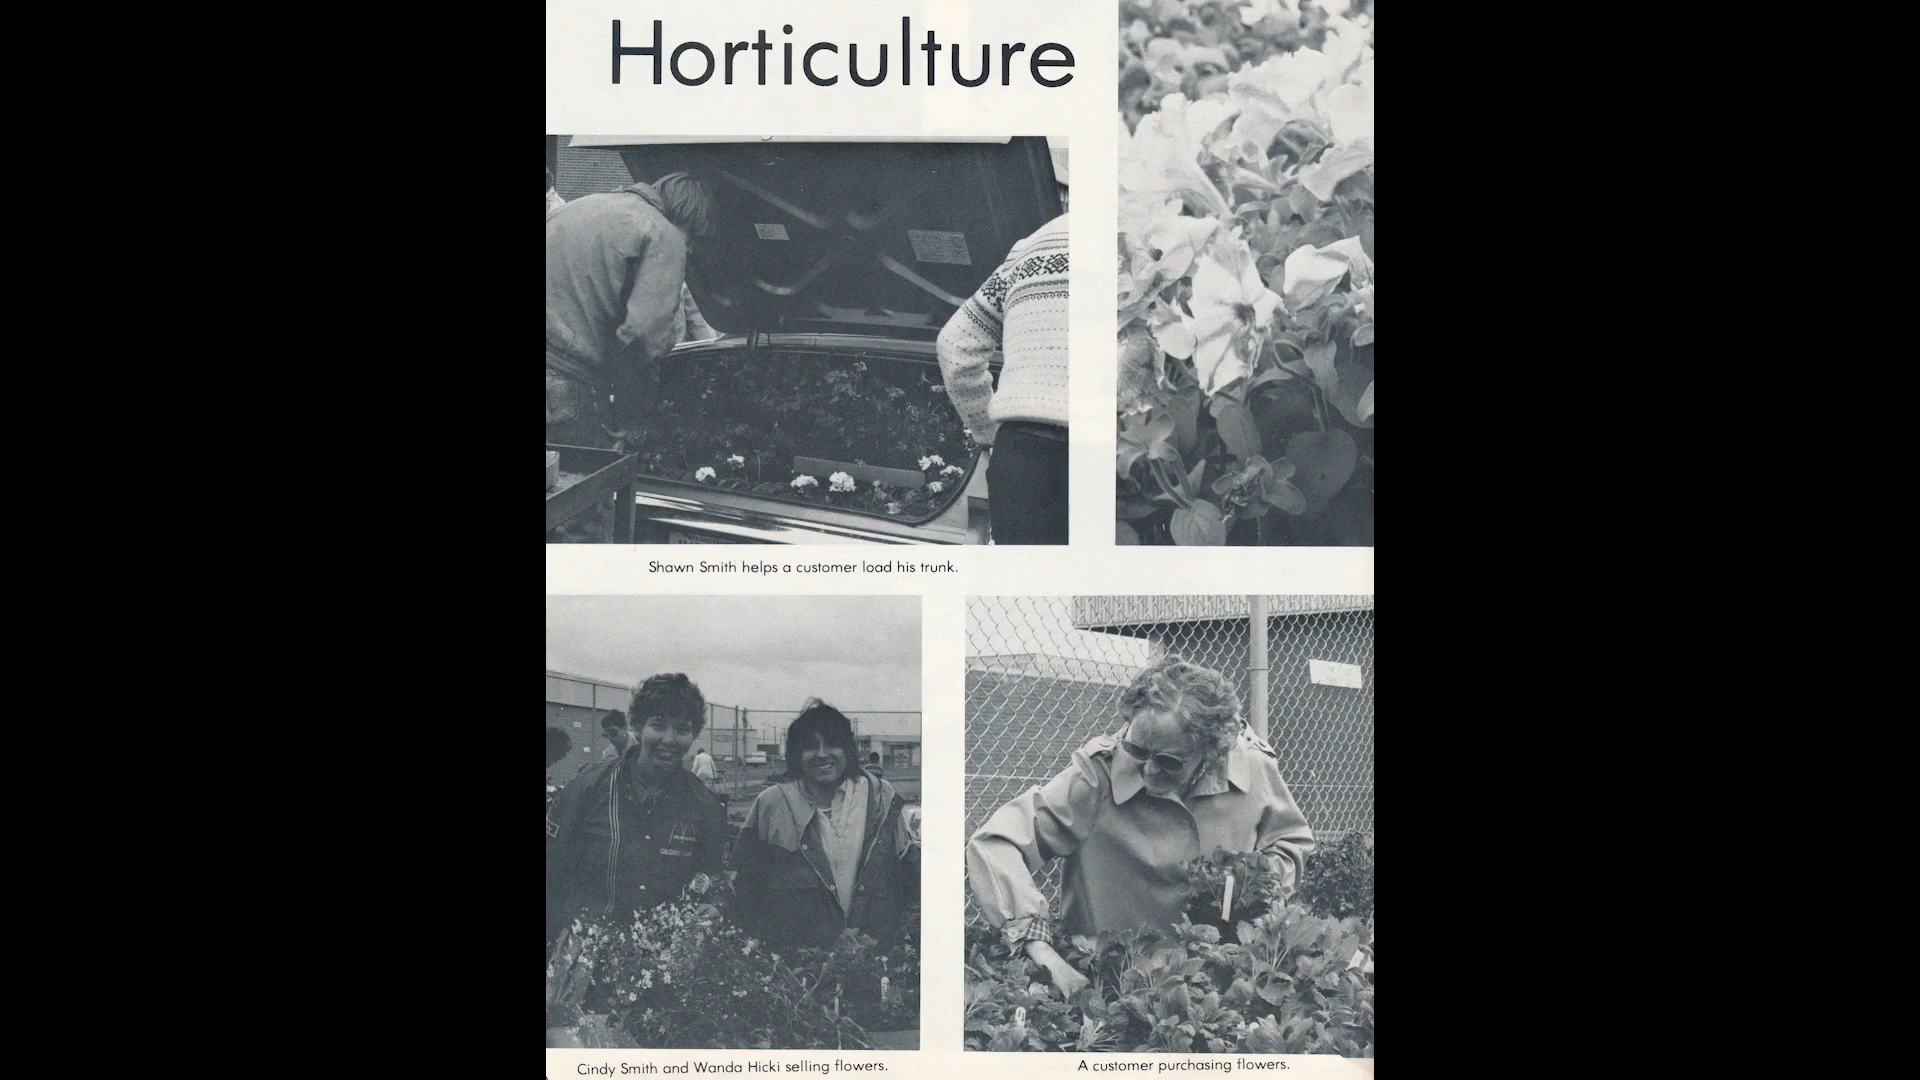 Horticulture
Shawn Smith helps a customer load his trunk.
Cindy Smith and Wanda Hicki selling flowers.
A customer purchasing flowers.